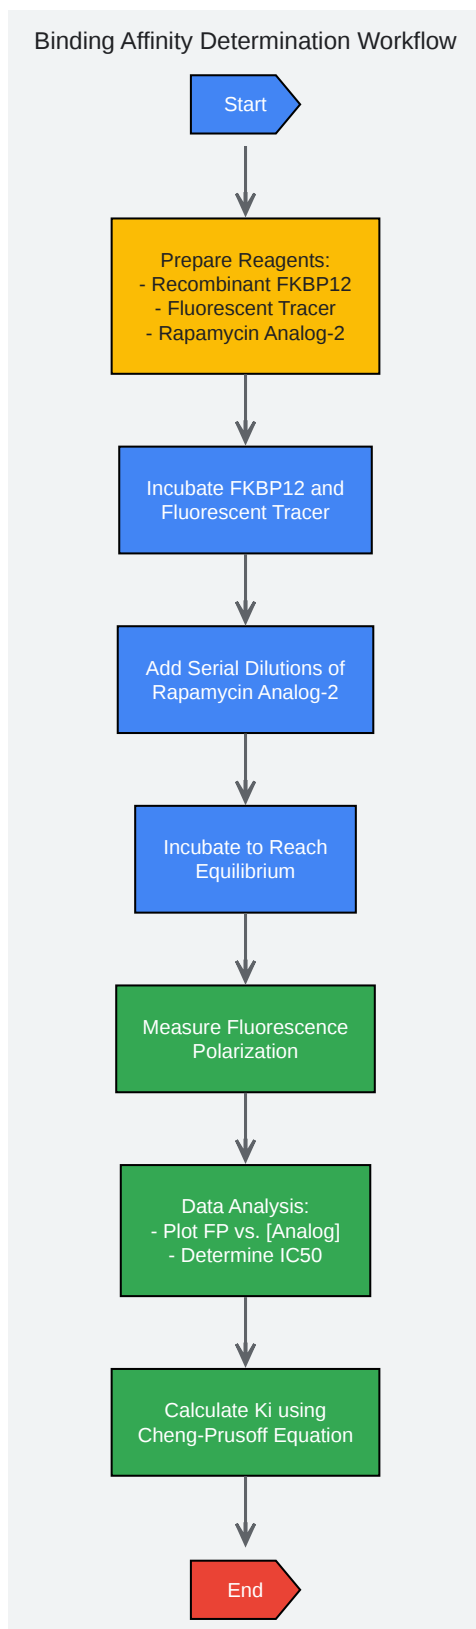 Binding Affinity Determination Workflow
Start
Prepare Reagents:
- Recombinant FKBP12
- Fluorescent Tracer
- Rapamycin Analog-2
Incubate FKBP12 and
Fluorescent Tracer
Add Serial Dilutions of
Rapamycin Analog-2
Incubate to Reach
Equilibrium
Measure Fluorescence
Polarization
Data Analysis:
- Plot FP vs. [Analog]
- Determine IC50
Calculate Ki using
Cheng-Prusoff Equation
End